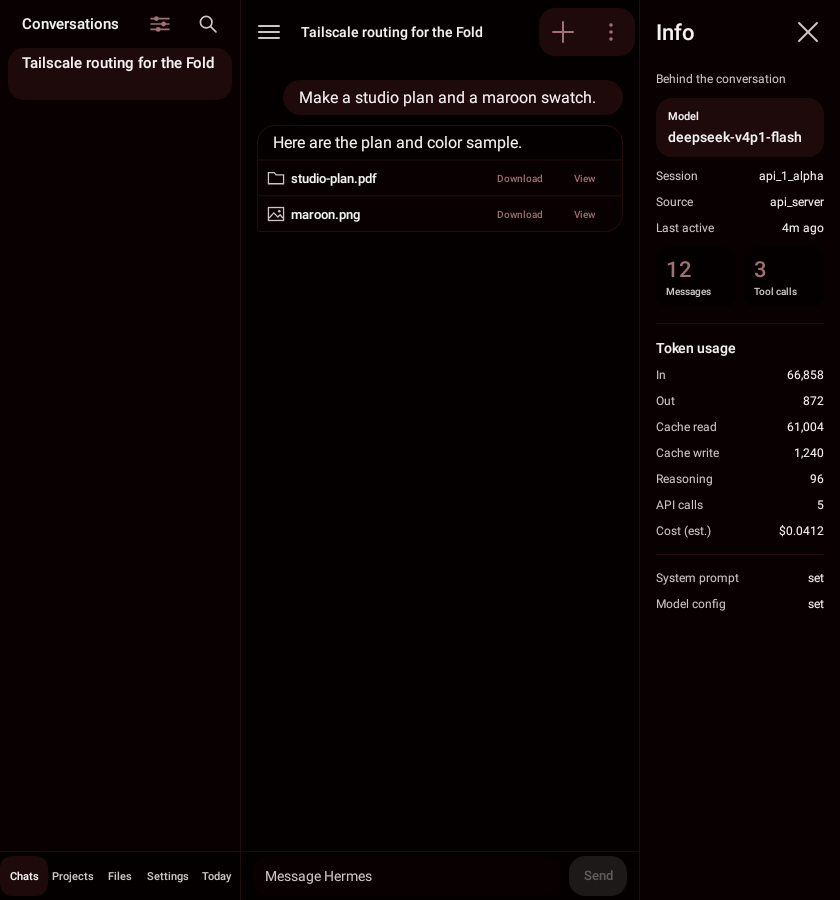 Conversations
Tailscale routing for the Fold
Chats
Projects
Files
Settings
Today
Tailscale routing for the Fold
Make a studio plan and a maroon swatch.
Here are the plan and color sample.
studio-plan.pdf Download View
maroon.png Download View
Message Hermes
Send
Info
Behind the conversation
Model
deepseek-v4p1-flash
Session api_1_alpha
Source api_server
Last active 4m ago
12 3
Messages Tool calls
Token usage
In 66,858
Out 872
Cache read 61,004
Cache write 1,240
Reasoning 96
API calls 5
Cost (est.) $0.0412
System prompt set
Model config set